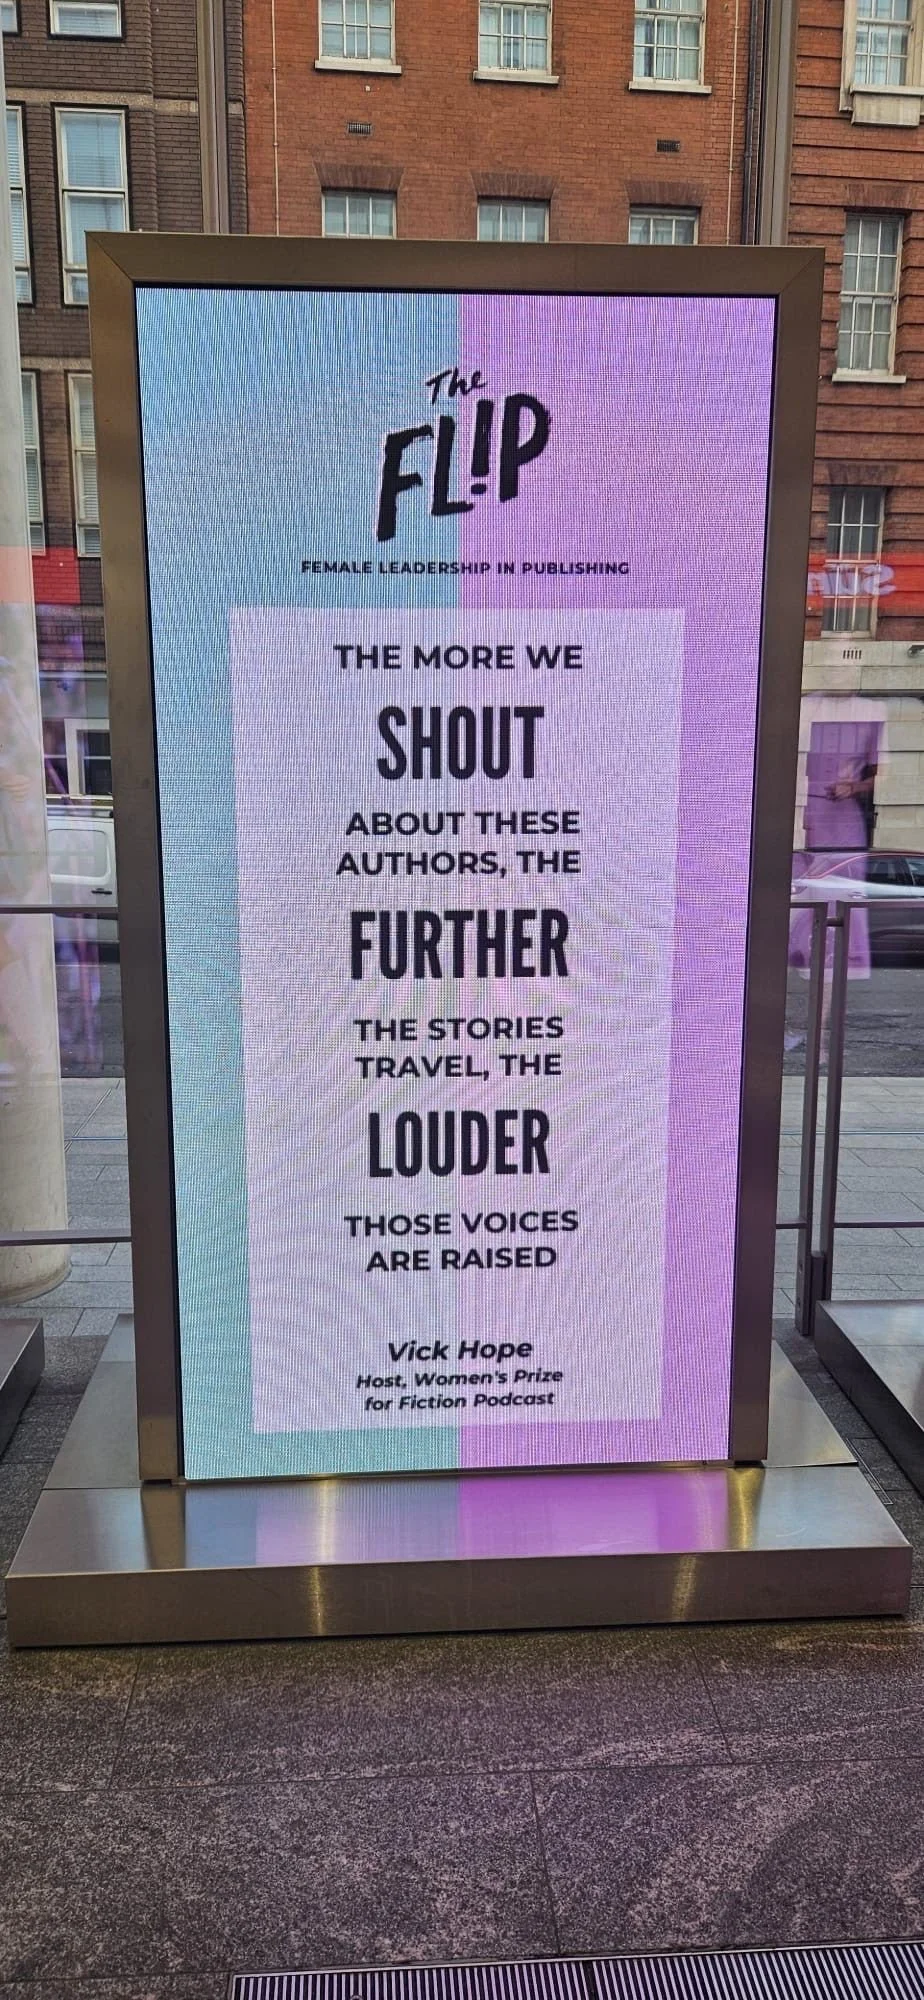 The
FL!P
FEMALE LEADERSHIP IN PUBLISHING
THE MORE WE
SHOUT
ABOUT THESE
AUTHORS, THE
FURTHER
THE STORIES
TRAVEL, THE
LOUDER
THOSE VOICES
ARE RAISED
Vick Hope
Host, Women's Prize
for Fiction Podcast